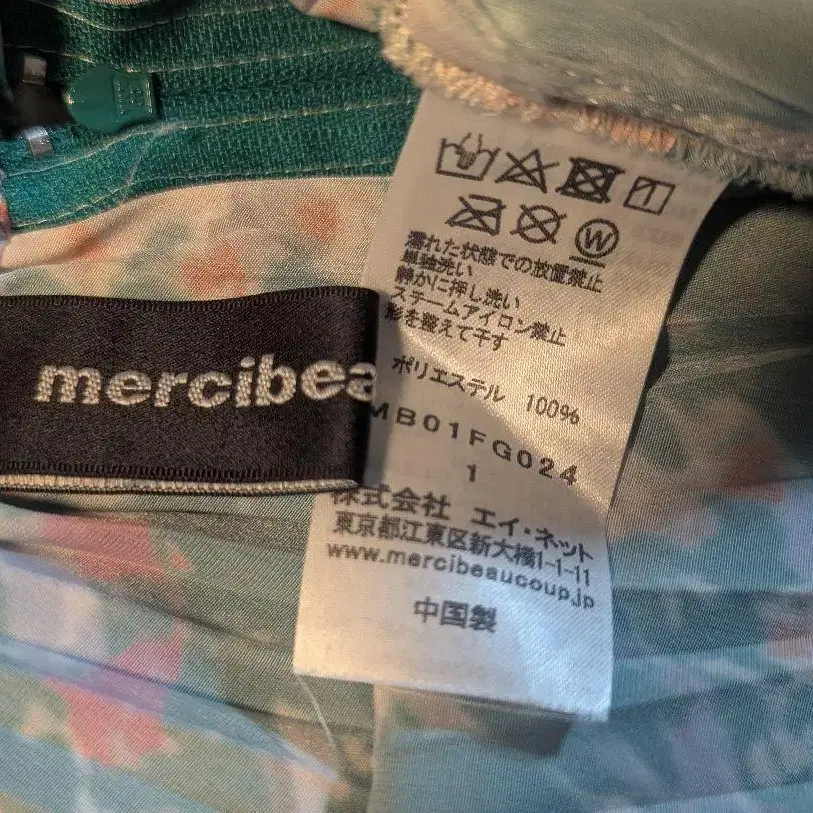 W
濡れた状態での放置禁止
単独洗い
静かに押し洗い
スチームアイロン禁止
形を整えて干す
ポリエステル 100%
MB01FG024
1
株式会社 エイ・ネット
東京都江東区新大橋1-1-11
www.mercibeaucoup.jp
中国製
mercibea